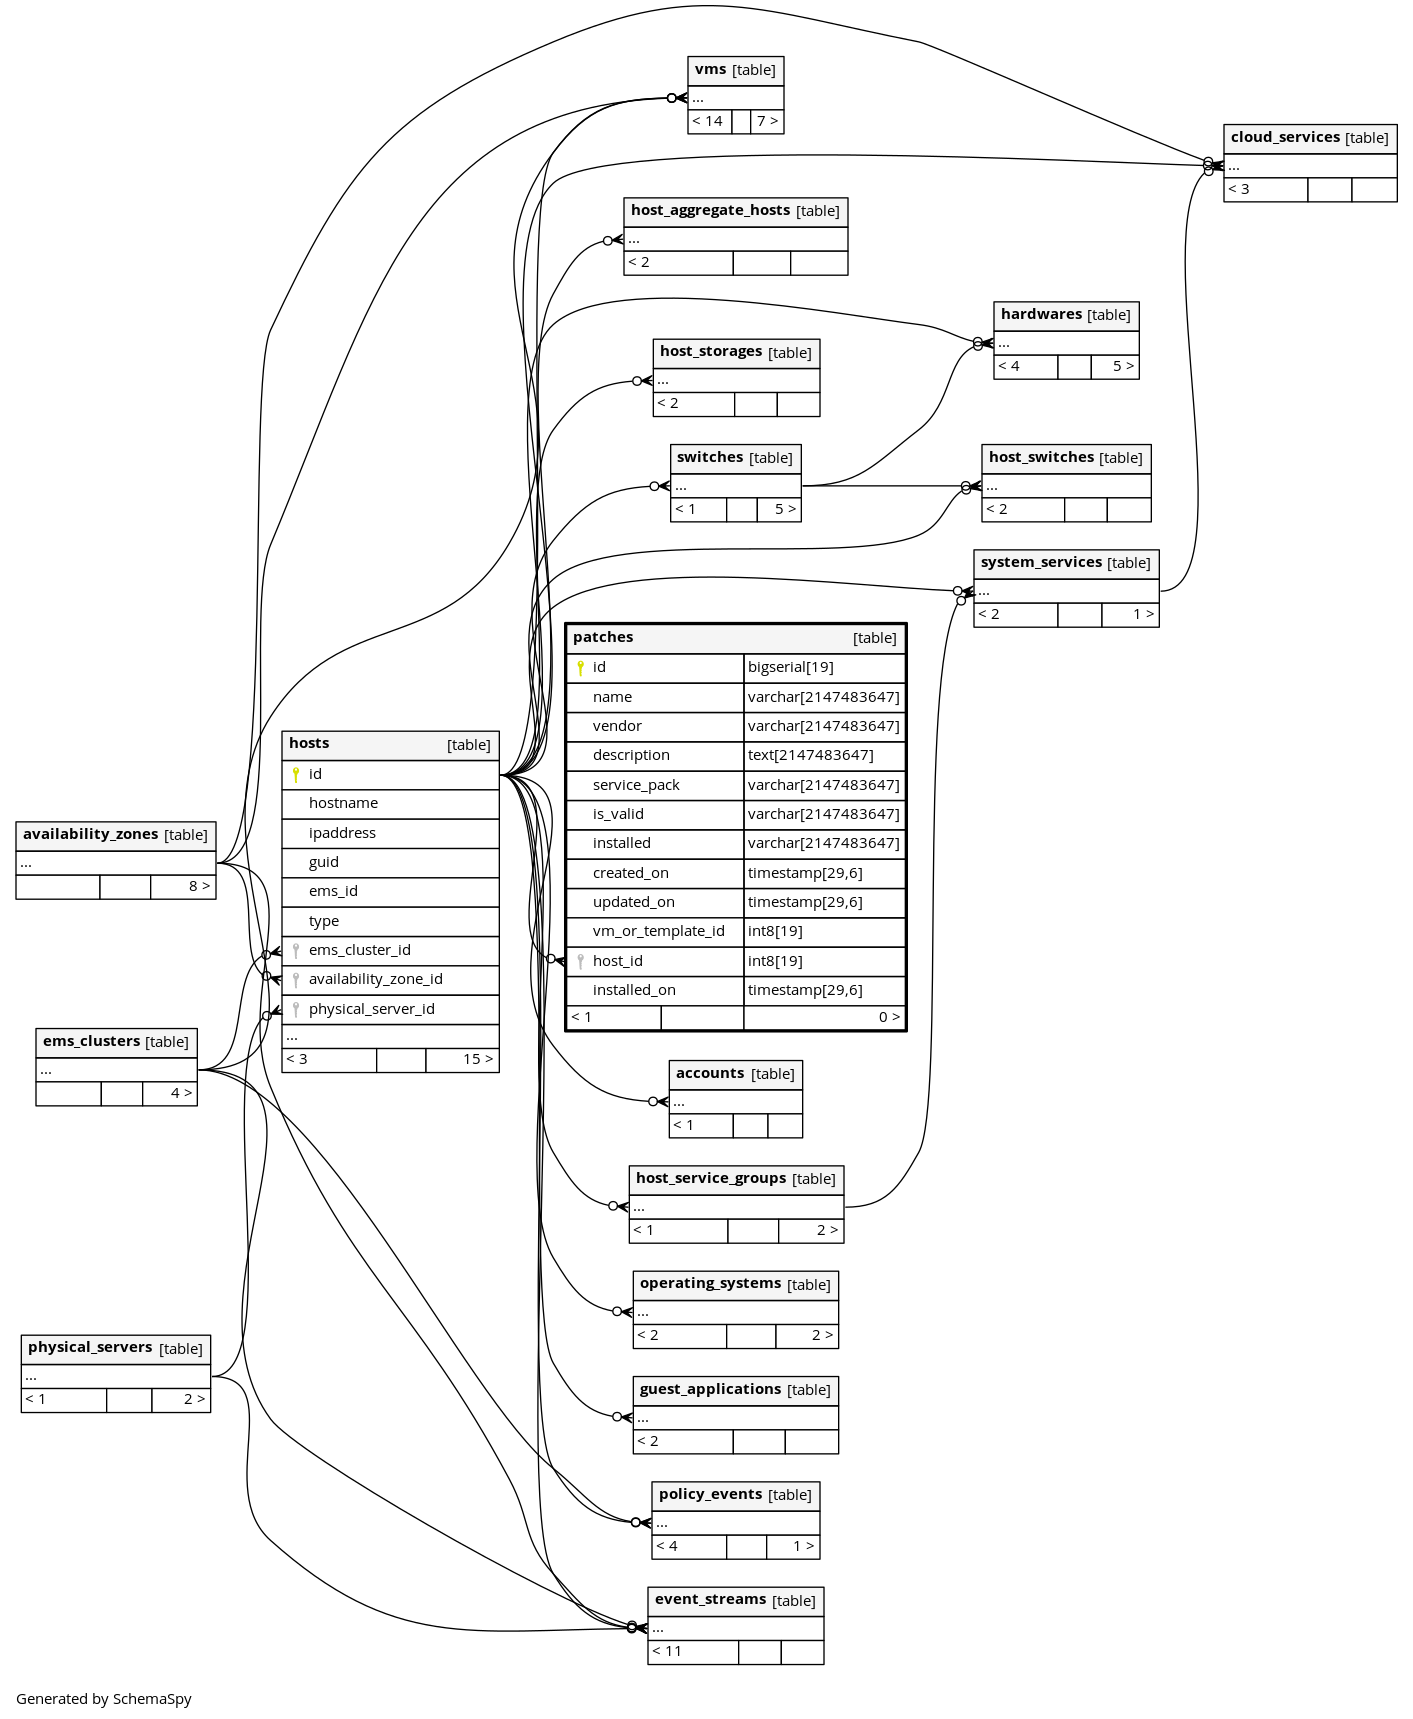 vms [table]
...
< 14 7 >
cloud_services [table]
...
< 3
host_aggregate_hosts [table]
...
< 2
hardwares [table]
...
< 4 5 >
host_storages [table]
...
< 2
switches [table]
...
< 1 5 >
host_switches [table]
...
< 2
system_services [table]
...
< 2 1 >
patches [table]
id bigserial[19]
name varchar[2147483647]
vendor varchar[2147483647]
description text[2147483647]
service_pack varchar[2147483647]
is_valid varchar[2147483647]
installed varchar[2147483647]
created_on timestamp[29,6]
updated_on timestamp[29,6]
vm_or_template_id int8[19]
host_id int8[19]
installed_on timestamp[29,6]
< 1 0 >
hosts [table]
id
hostname
ipaddress
guid
ems_id
type
ems_cluster_id
availability_zone_id
physical_server_id
...
< 3 15 >
availability_zones [table]
...
8 >
ems_clusters [table]
...
4 >
accounts [table]
...
< 1
host_service_groups [table]
...
< 1 2 >
operating_systems [table]
...
< 2 2 >
physical_servers [table]
...
< 1 2 >
guest_applications [table]
...
< 2
policy_events [table]
...
< 4 1 >
event_streams [table]
...
< 11
Generated by SchemaSpy